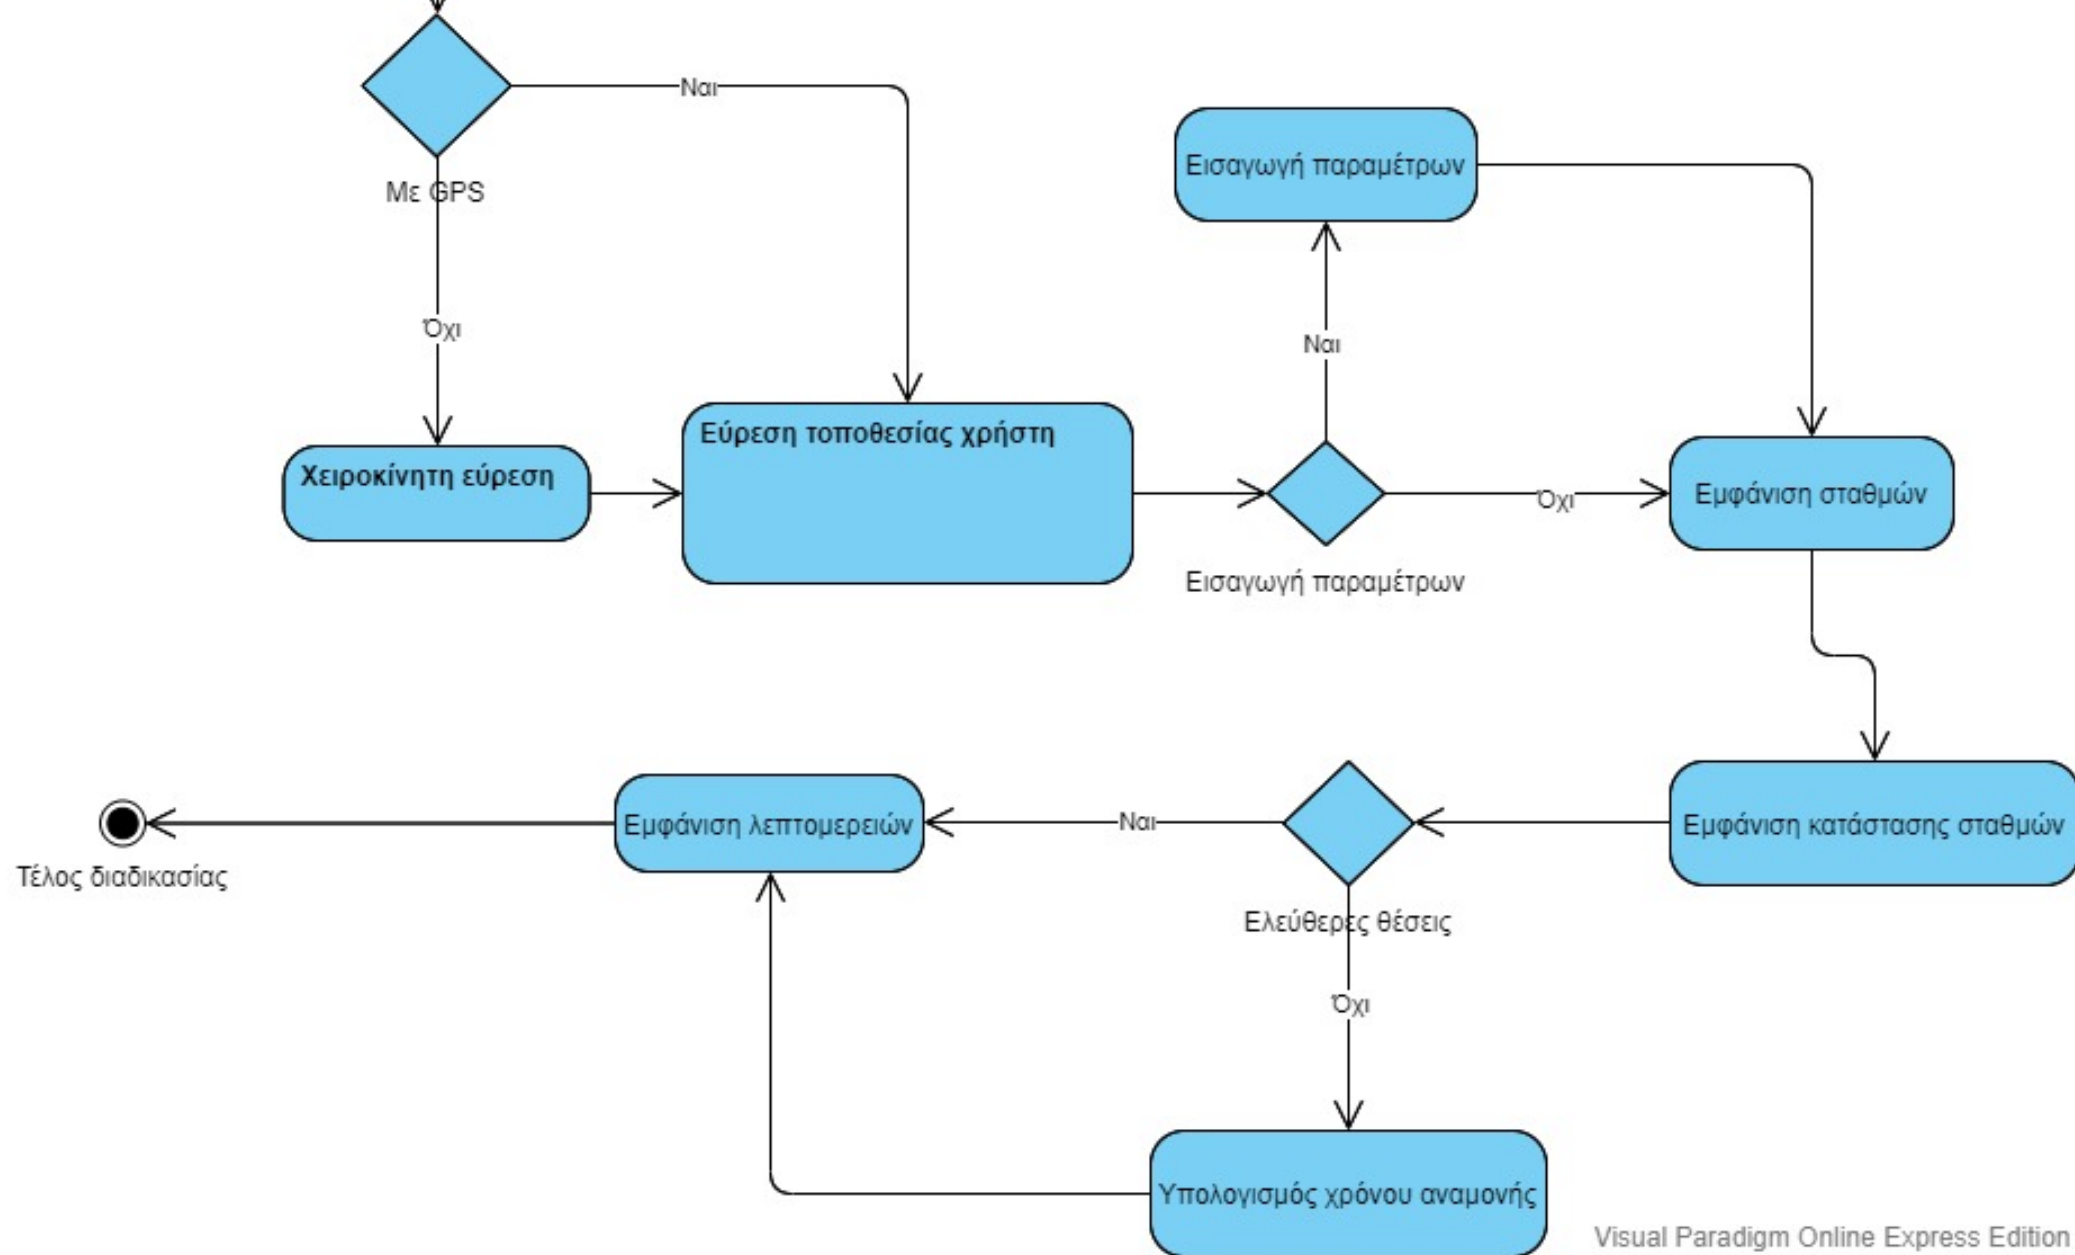 Ναι
Με GPS
Όχι
Χειροκίνητη εύρεση
Εύρεση τοποθεσίας χρήστη
Εισαγωγή παραμέτρων
Ναι
Όχι
Εισαγωγή παραμέτρων
Εμφάνιση σταθμών
Εμφάνιση κατάστασης σταθμών
Ναι
Ελεύθερες θέσεις
Όχι
Εμφάνιση λεπτομερειών
Τέλος διαδικασίας
Υπολογισμός χρόνου αναμονής
Visual Paradigm Online Express Edition